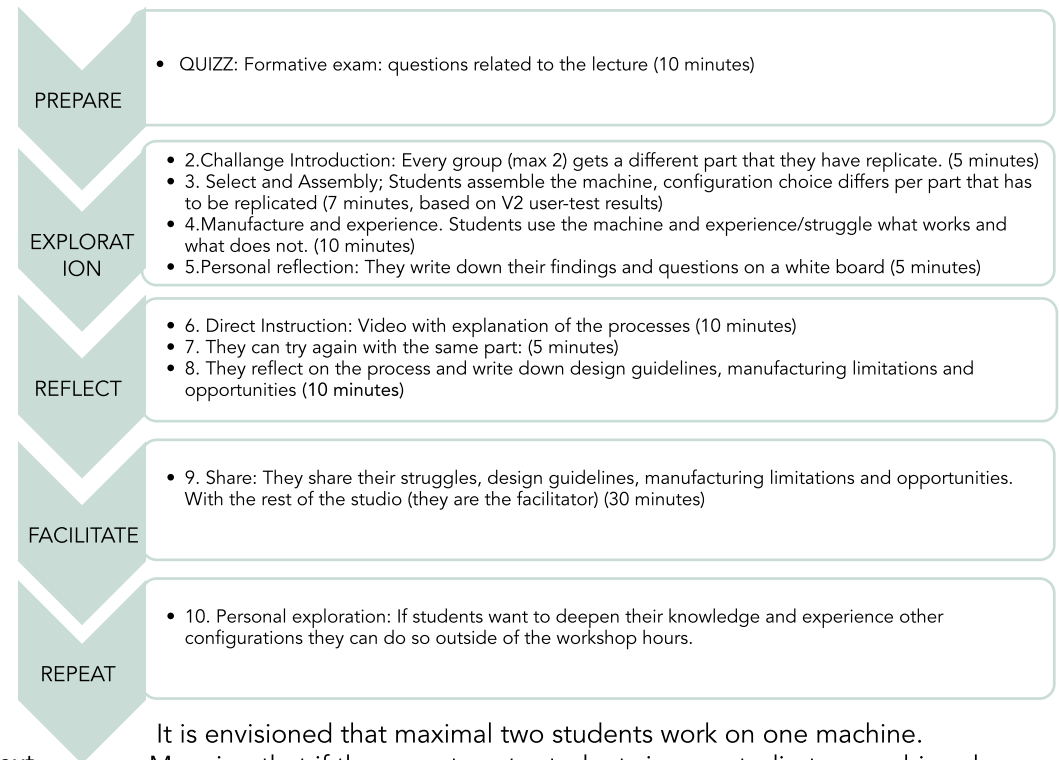 PREPARE
• QUIZZ: Formative exam: questions related to the lecture (10 minutes)
EXPLORAT
ION
• 2.Challange Introduction: Every group (max 2) gets a different part that they have replicate. (5 minutes)
• 3. Select and Assembly; Students assemble the machine, configuration choice differs per part that has
to be replicated (7 minutes, based on V2 user-test results)
• 4.Manufacture and experience. Students use the machine and experience/struggle what works and
what does not. (10 minutes)
• 5.Personal reflection: They write down their findings and questions on a white board (5 minutes)
REFLECT
• 6. Direct Instruction: Video with explanation of the processes (10 minutes)
• 7. They can try again with the same part: (5 minutes)
• 8. They reflect on the process and write down design guidelines, manufacturing limitations and
opportunities (10 minutes)
FACILITATE
• 9. Share: They share their struggles, design guidelines, manufacturing limitations and opportunities.
With the rest of the studio (they are the facilitator) (30 minutes)
REPEAT
• 10. Personal exploration: If students want to deepen their knowledge and experience other
configurations they can do so outside of the workshop hours.
It is envisioned that maximal two students work on one machine.